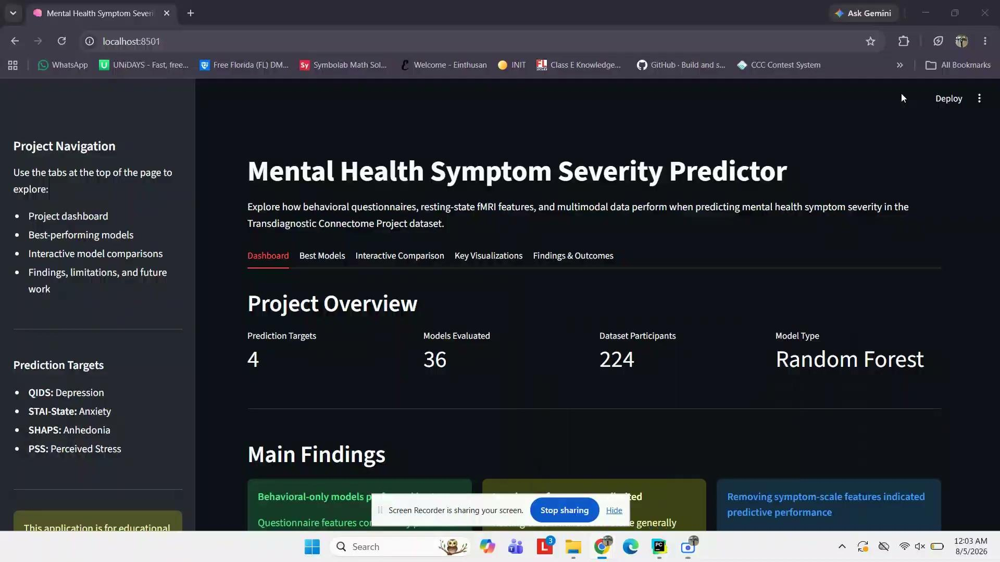 Mental Health Symptom Severi
Ask Gemini
localhost:8501
WhatsApp
UNiDAYS - Fast, free...
Free Florida (FL) DM...
Sy
Symbolab Math Sol...
Welcome - Einthusan
INIT
Class E Knowledge...
GitHub · Build and s...
CCC Contest System
»
All Bookmarks
Deploy
Project Navigation
Use the tabs at the top of the page to
explore:
• Project dashboard
• Best-performing models
• Interactive model comparisons
• Findings, limitations, and future
work
Prediction Targets
• QIDS: Depression
• STAI-State: Anxiety
• SHAPS: Anhedonia
• PSS: Perceived Stress
This application is for educational
Mental Health Symptom Severity Predictor
Explore how behavioral questionnaires, resting-state fMRI features, and multimodal data perform when predicting mental health symptom severity in the
Transdiagnostic Connectome Project dataset.
Dashboard Best Models Interactive Comparison Key Visualizations Findings & Outcomes
Project Overview
Prediction Targets
4
Models Evaluated
36
Dataset Participants
224
Model Type
Random Forest
Main Findings
Behavioral-only models
Questionnaire features
generally
Removing symptom-scale features indicated
predictive performance
Screen Recorder is sharing your screen.
Stop sharing
Hide
Search
3
PC
12:03 AM
8/5/2026